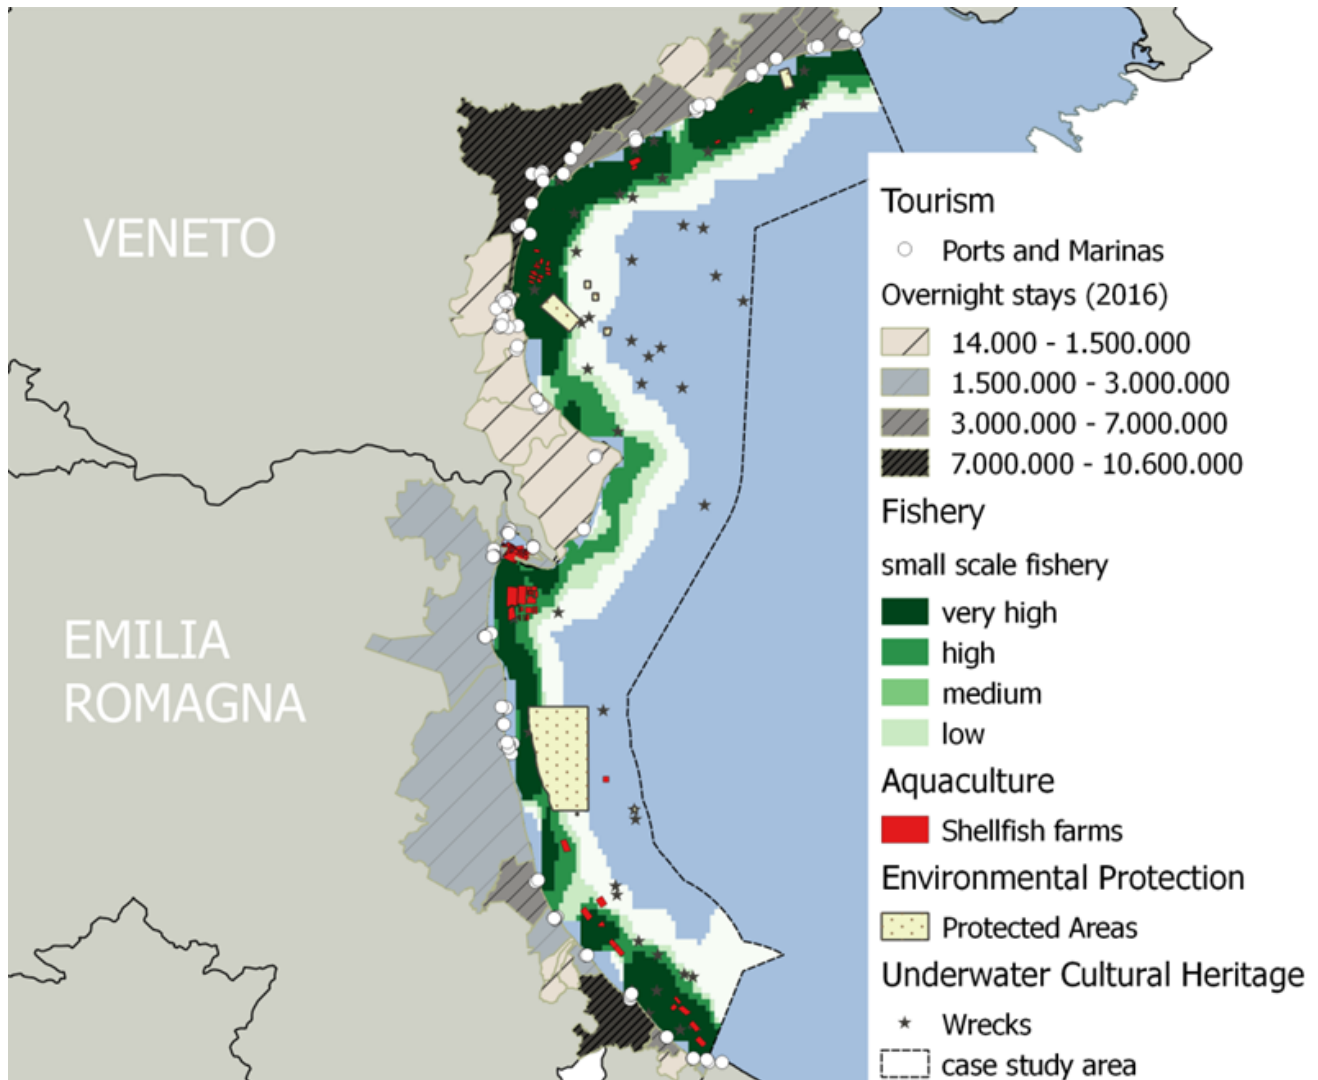 VENETO
EMILIA
ROMAGNA
Tourism
Ports and Marinas
Overnight stays (2016)
14.000 - 1.500.000
1.500.000 - 3.000.000
3.000.000 - 7.000.000
7.000.000 - 10.600.000
Fishery
small scale fishery
very high
high
medium
low
Aquaculture
Shellfish farms
Environmental Protection
Protected Areas
Underwater Cultural Heritage
Wrecks
case study area